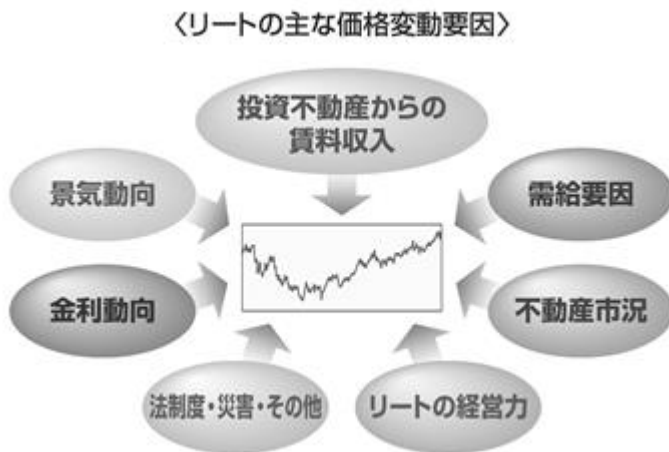 〈リートの主な価格変動要因〉
投資不動産からの
賃料収入
景気動向
需給要因
金利動向
不動産市況
法制度・災害・その他
リートの経営力